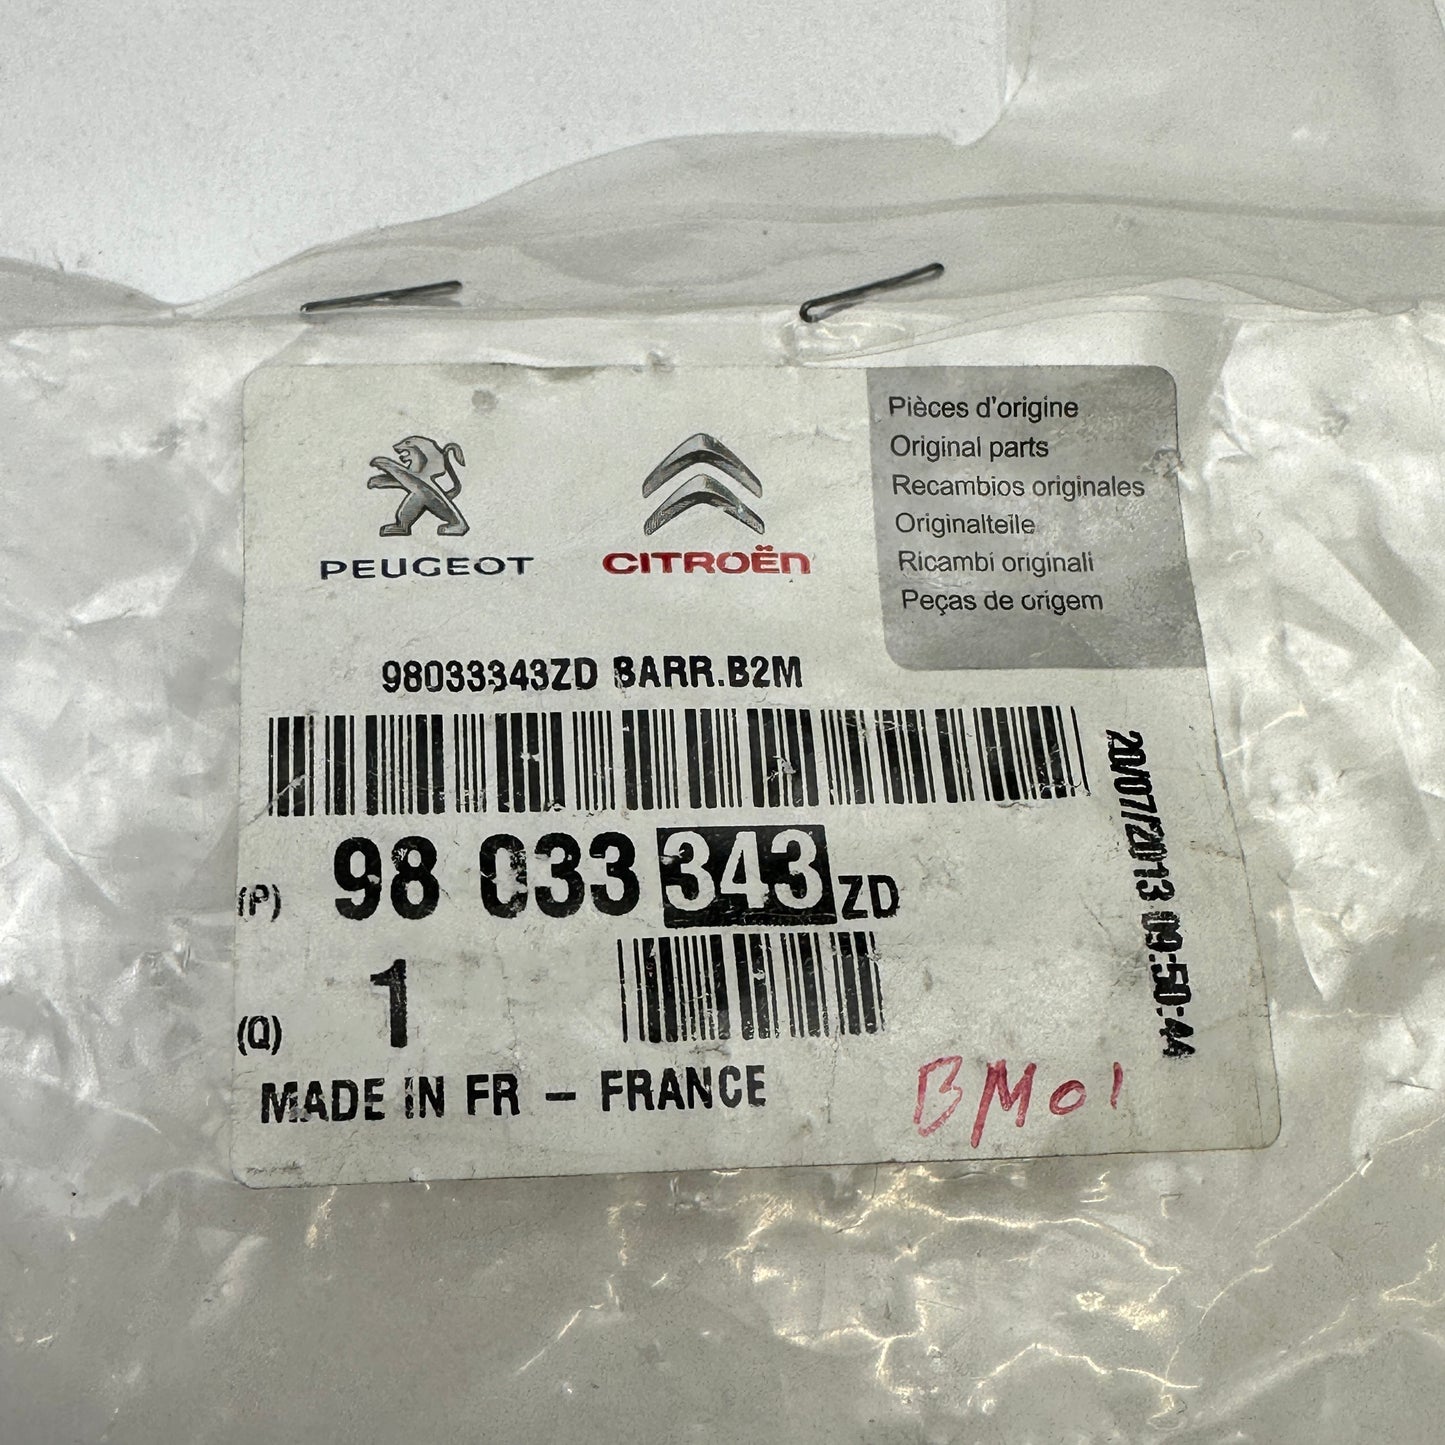 PEUGEOT
CITROËN
Pièces d'origine
Original parts
Recambios originales
Originalteile
Ricambi originali
Peças de origem
98033343ZD BARR.B2M
(P) 98 033 343 ZD
(Q) 1
MADE IN FR - FRANCE
20/07/2013 09:50:44
BM01